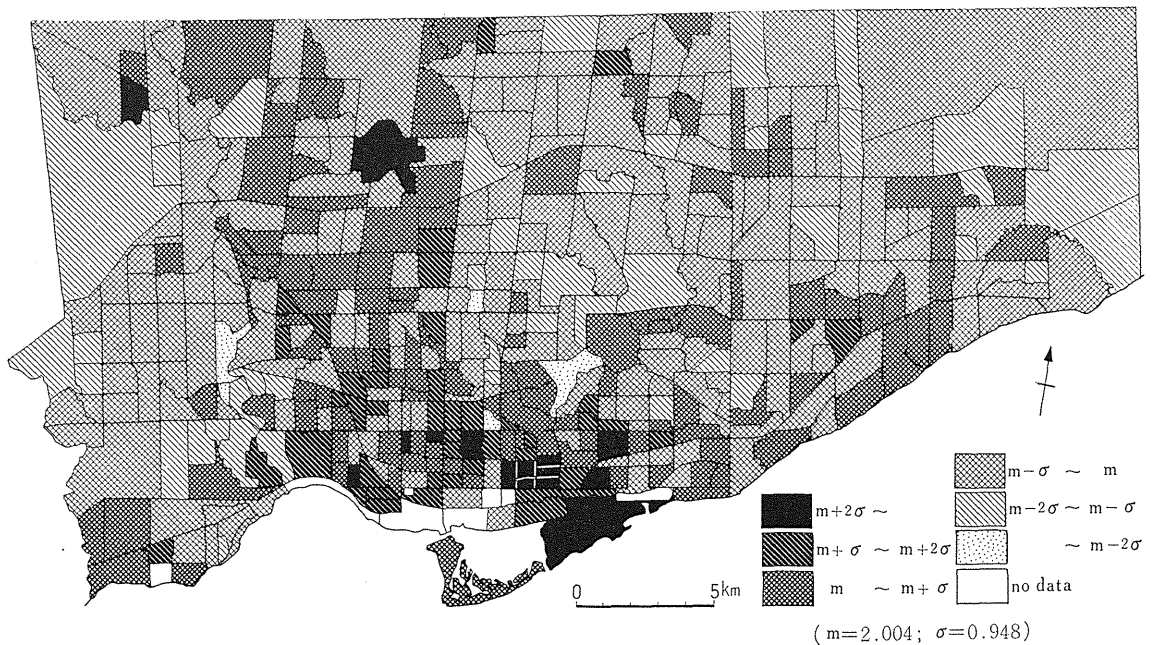 m−σ ~ m
m+2σ ~
m−2σ ~ m−σ
m+σ ~ m+2σ
~ m−2σ
m ~ m+σ
no data
0 5km
(m=2.004; σ=0.948)